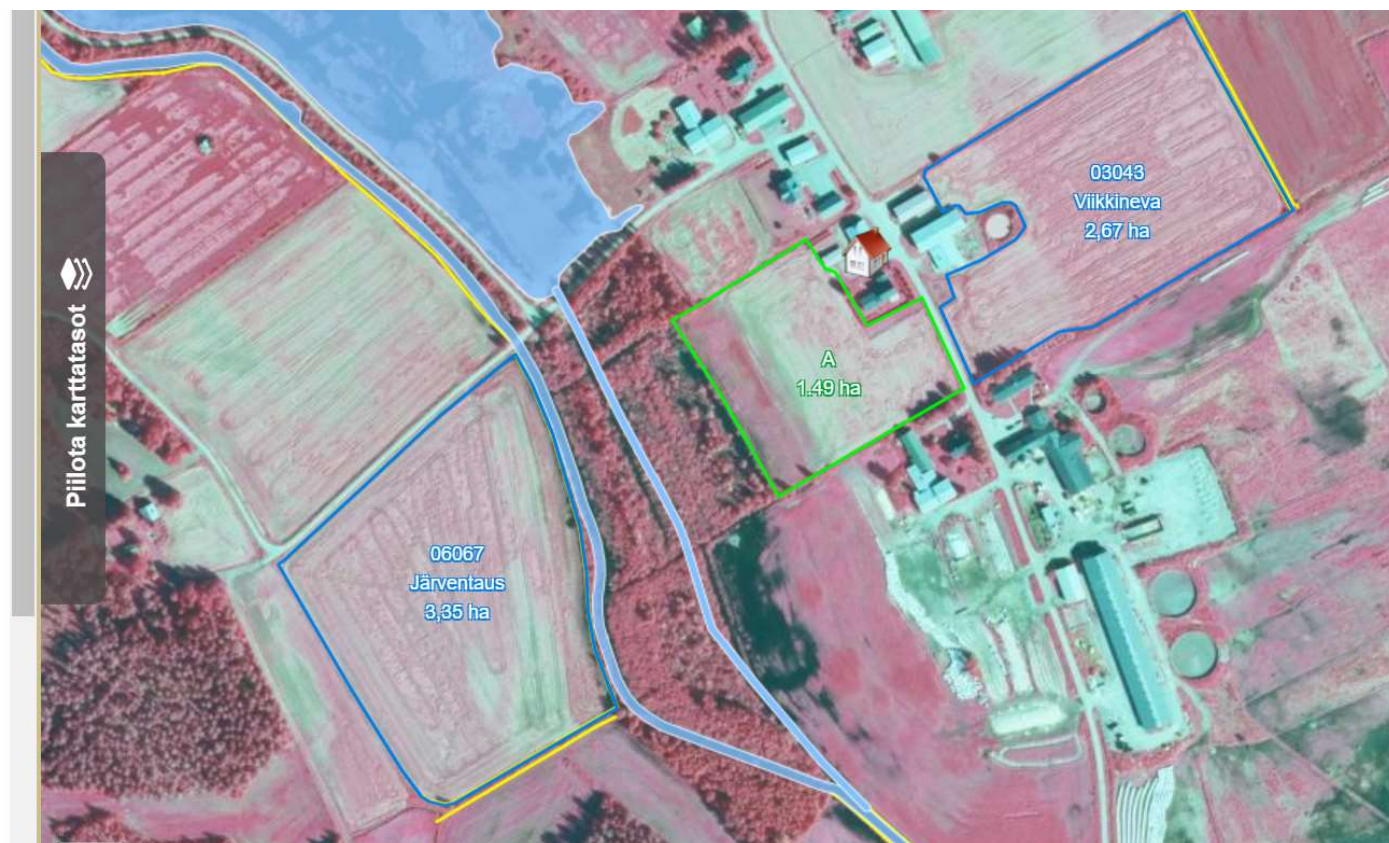 Piilota karttatasot
03043
Viikkineva
2,67 ha
A
1.49 ha
06067
Järventaus
3,35 ha